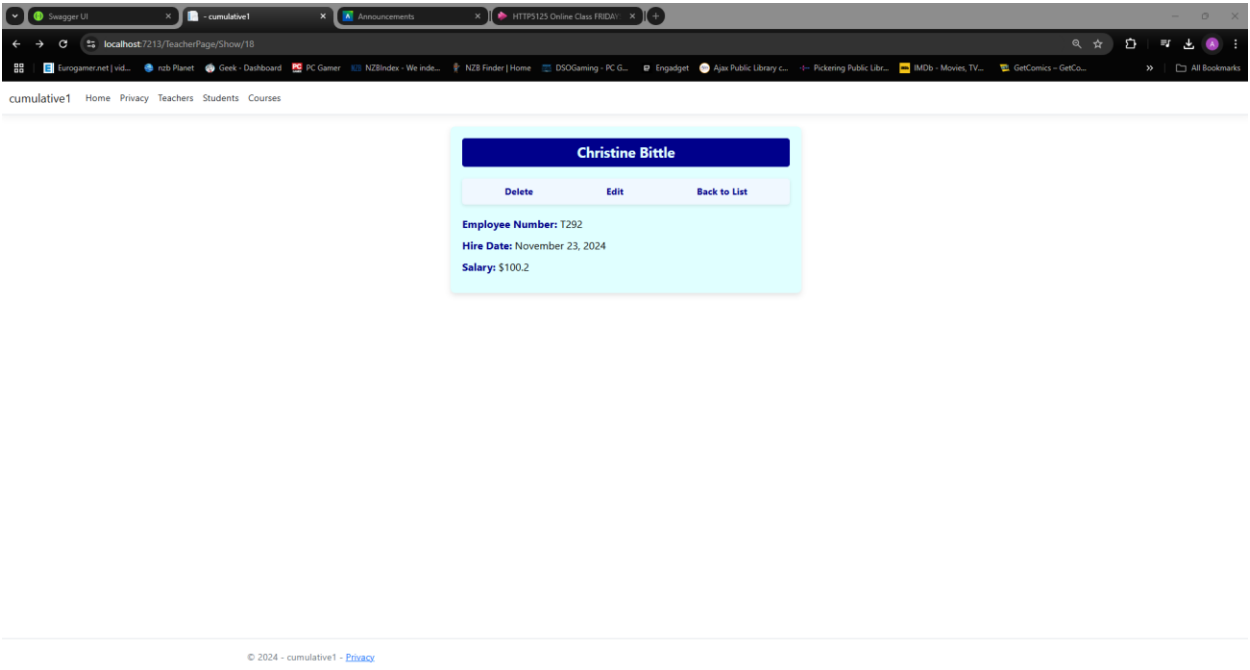 Swagger UI
- cumulative1
Announcements
HTTP5125 Online Class FRIDAY
localhost:7213/TeacherPage/Show/18
Eurogamer.net | vid... nzb Planet Geek - Dashboard PC Gamer NZBIndex - We inde... NZB Finder | Home DSOGaming - PC G... Engadget Ajax Public Library c... Pickering Public Libr... IMDb - Movies, TV... GetComics – GetCo... » All Bookmarks
cumulative1 Home Privacy Teachers Students Courses
Christine Bittle
Delete Edit Back to List
Employee Number: T292
Hire Date: November 23, 2024
Salary: $100.2
© 2024 - cumulative1 - Privacy